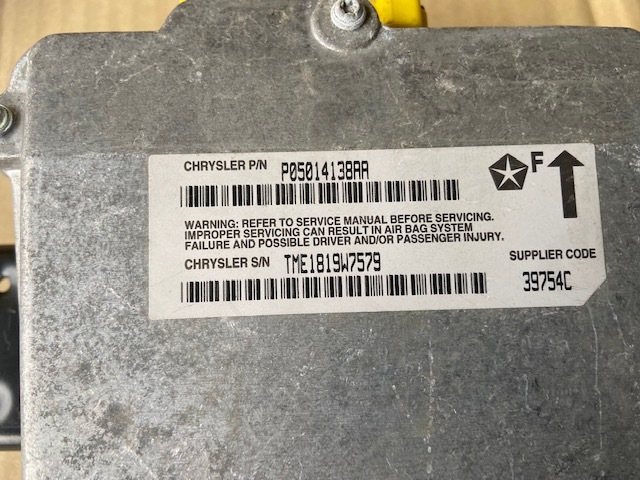 CHRYSLER P/N P05014138AA
F
WARNING: REFER TO SERVICE MANUAL BEFORE SERVICING.
IMPROPER SERVICING CAN RESULT IN AIR BAG SYSTEM
FAILURE AND POSSIBLE DRIVER AND/OR PASSENGER INJURY.
CHRYSLER S/N TME1819W7579
SUPPLIER CODE
39754C